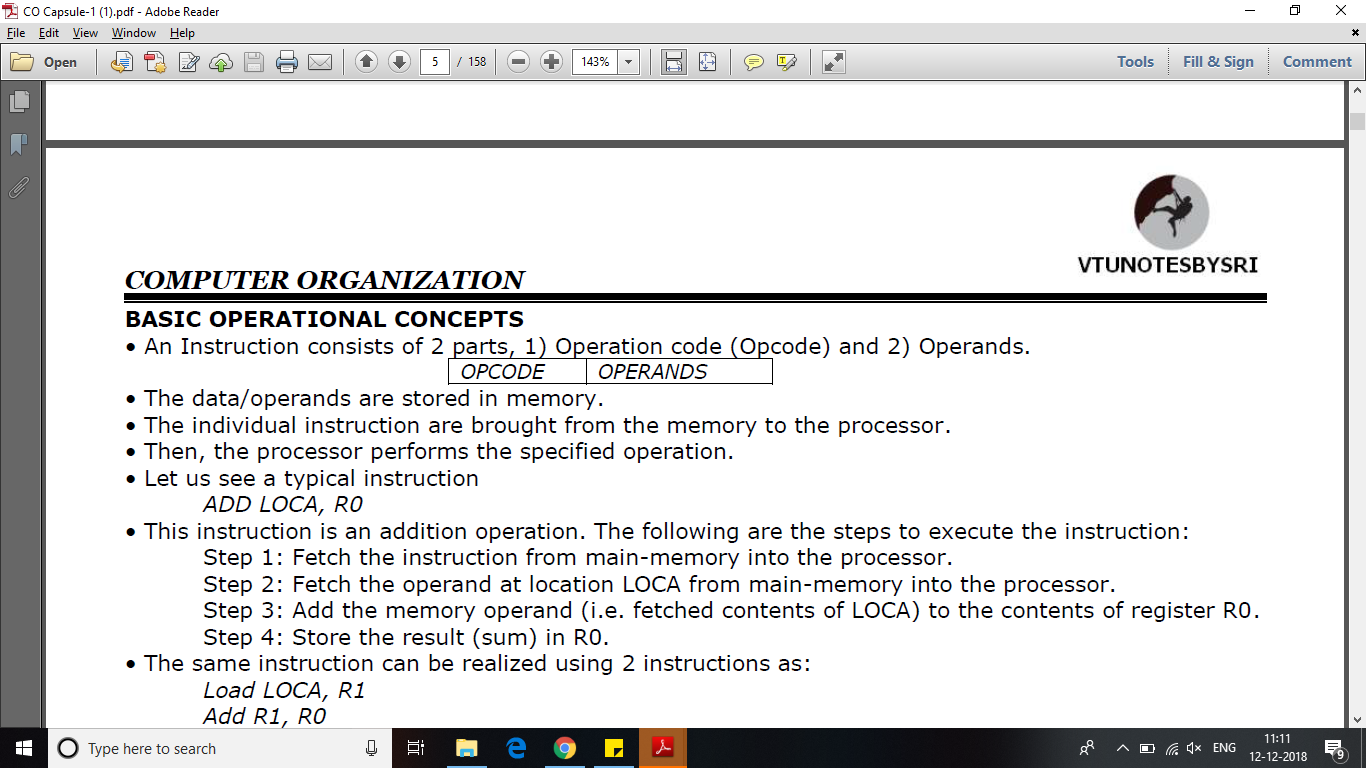 CO Capsule-1 (1).pdf - Adobe Reader
File Edit View Window Help
Open 5 / 158 143% Tools Fill & Sign Comment
VTUNOTESBYSRI
COMPUTER ORGANIZATION
BASIC OPERATIONAL CONCEPTS
• An Instruction consists of 2 parts, 1) Operation code (Opcode) and 2) Operands.
OPCODE OPERANDS
• The data/operands are stored in memory.
• The individual instruction are brought from the memory to the processor.
• Then, the processor performs the specified operation.
• Let us see a typical instruction
ADD LOCA, R0
• This instruction is an addition operation. The following are the steps to execute the instruction:
Step 1: Fetch the instruction from main-memory into the processor.
Step 2: Fetch the operand at location LOCA from main-memory into the processor.
Step 3: Add the memory operand (i.e. fetched contents of LOCA) to the contents of register R0.
Step 4: Store the result (sum) in R0.
• The same instruction can be realized using 2 instructions as:
Load LOCA, R1
Add R1, R0
Type here to search
ENG
11:11
12-12-2018
9